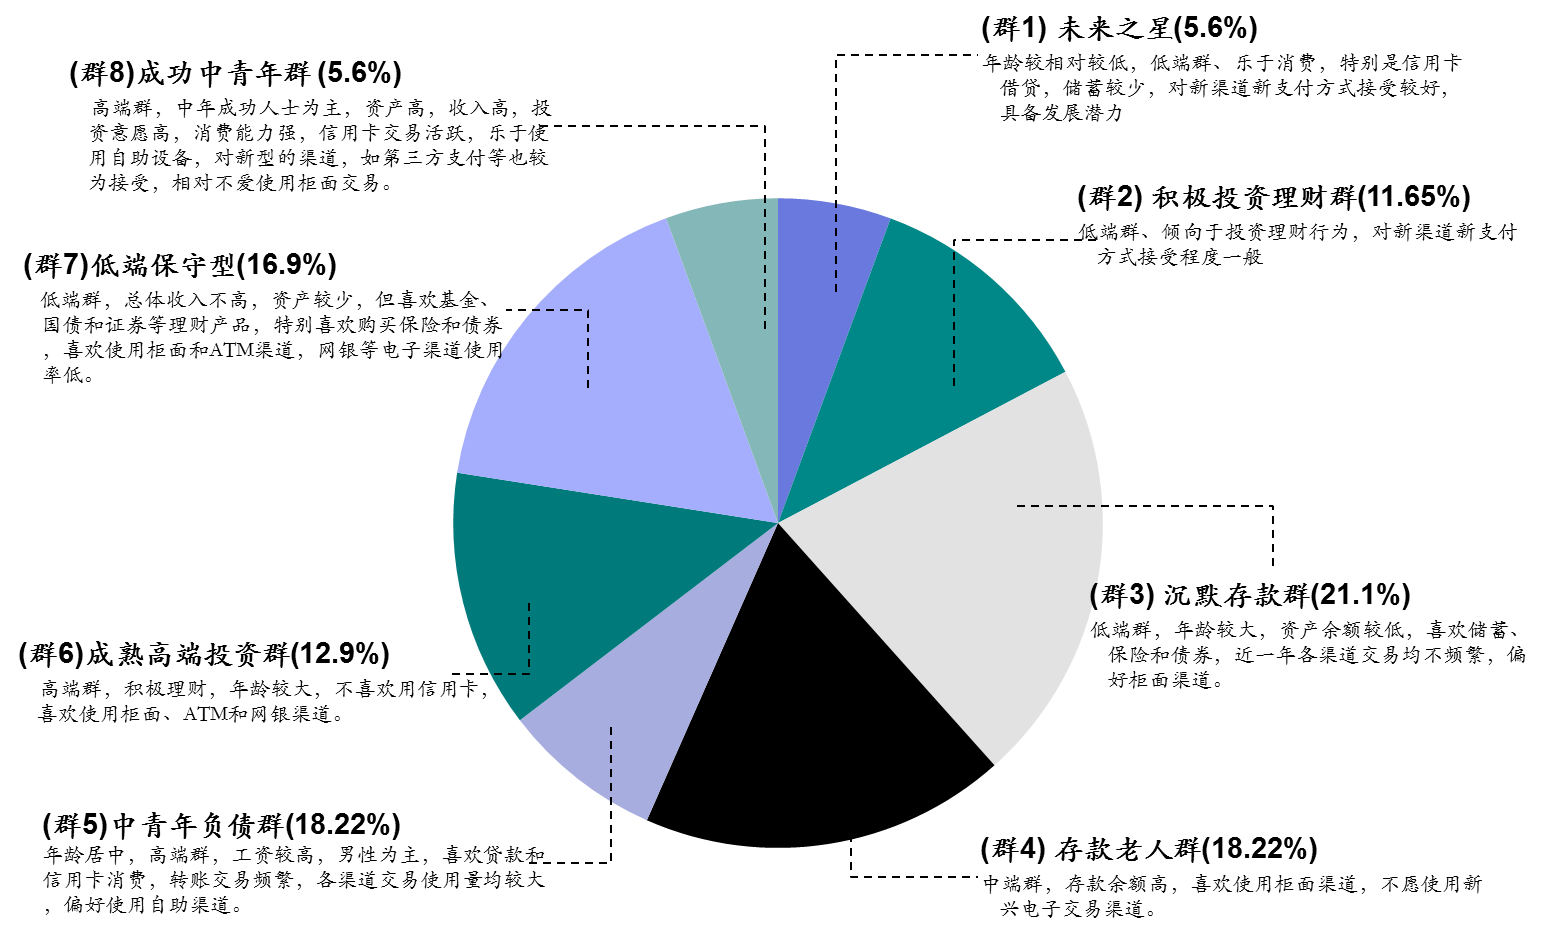 (群1) 未来之星(5.6%)
年龄较相对较低，低端群、乐于消费，特别是信用卡
借贷，储蓄较少，对新渠道新支付方式接受较好，
具备发展潜力
(群2) 积极投资理财群(11.65%)
低端群、倾向于投资理财行为，对新渠道新支付
方式接受程度一般
(群3) 沉默存款群(21.1%)
低端群，年龄较大，资产余额较低，喜欢储蓄、
保险和债券，近一年各渠道交易均不频繁，偏
好柜面渠道。
(群4) 存款老人群(18.22%)
中端群，存款余额高，喜欢使用柜面渠道，不愿使用新
兴电子交易渠道。
(群5)中青年负债群(18.22%)
年龄居中，高端群，工资较高，男性为主，喜欢贷款和
信用卡消费，转账交易频繁，各渠道交易使用量均较大
，偏好使用自助渠道。
(群6)成熟高端投资群(12.9%)
高端群，积极理财，年龄较大，不喜欢用信用卡，
喜欢使用柜面、ATM和网银渠道。
(群7)低端保守型(16.9%)
低端群，总体收入不高，资产较少，但喜欢基金、
国债和证券等理财产品，特别喜欢购买保险和债券
，喜欢使用柜面和ATM渠道，网银等电子渠道使用
率低。
(群8)成功中青年群 (5.6%)
高端群，中年成功人士为主，资产高，收入高，投
资意愿高，消费能力强，信用卡交易活跃，乐于使
用自助设备，对新型的渠道，如第三方支付等也较
为接受，相对不爱使用柜面交易。